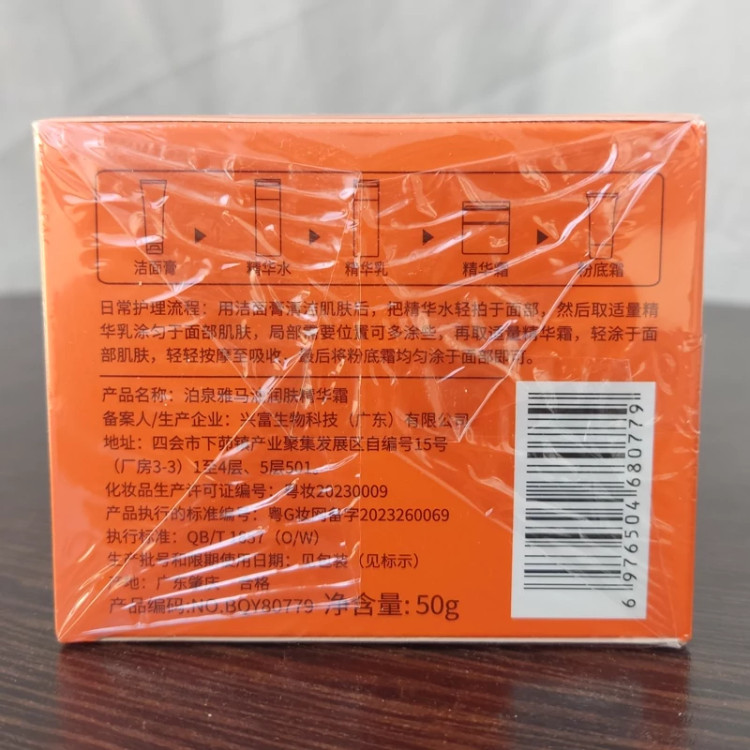 洁面膏 精华水 精华乳 精华霜 粉底霜
日常护理流程：用洁面膏清洁肌肤后，把精华水轻拍于面部，然后取适量精
华乳涂匀于面部肌肤，局部需要位置可多涂些，再取适量精华霜，轻涂于面
部肌肤，轻轻按摩至吸收，最后将粉底霜均匀涂于面部即可。
产品名称：泊泉雅马油润肤精华霜
备案人/生产企业：兴富生物科技（广东）有限公司
地址：四会市下茆镇产业聚集发展区自编号15号
（厂房3-3）1至4层、5层501
化妆品生产许可证编号：粤妆20230009
产品执行的标准编号：粤G妆网备字2023260069
执行标准：QB/T 1857（O/W）
生产批号和限期使用日期：见包装（见标示）
产地：广东肇庆 合格
产品编码:NO.BQY80779 净含量: 50g
6 976504 680779